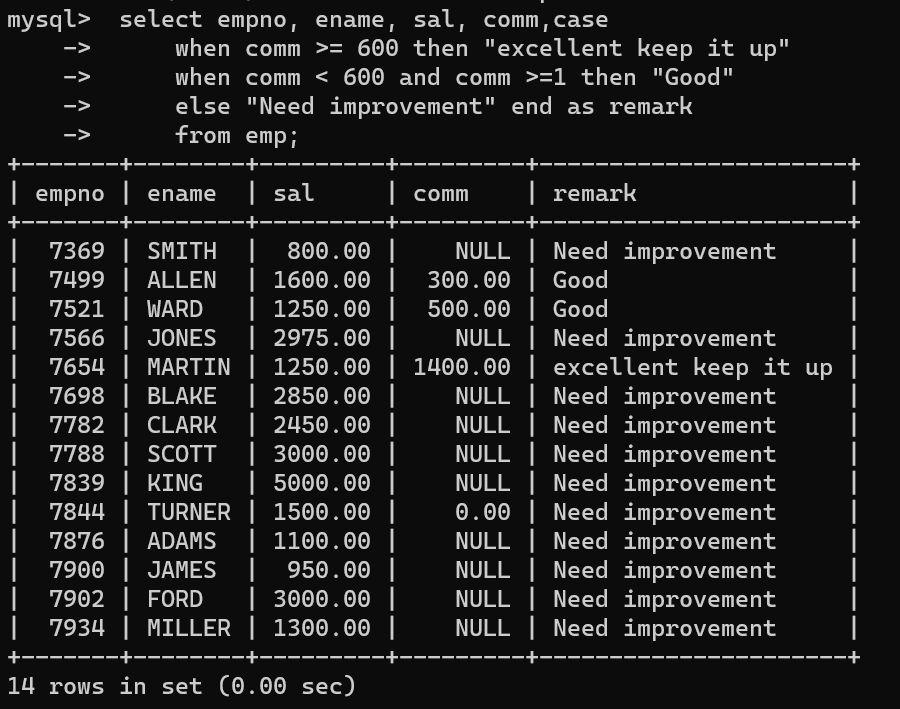 mysql>  select empno, ename, sal, comm,case
    ->      when comm >= 600 then "excellent keep it up"
    ->      when comm < 600 and comm >=1 then "Good"
    ->      else "Need improvement" end as remark
    ->      from emp;
+-------+--------+---------+---------+----------------------+
| empno | ename  | sal     | comm    | remark               |
+-------+--------+---------+---------+----------------------+
|  7369 | SMITH  |  800.00 |    NULL | Need improvement     |
|  7499 | ALLEN  | 1600.00 |  300.00 | Good                 |
|  7521 | WARD   | 1250.00 |  500.00 | Good                 |
|  7566 | JONES  | 2975.00 |    NULL | Need improvement     |
|  7654 | MARTIN | 1250.00 | 1400.00 | excellent keep it up |
|  7698 | BLAKE  | 2850.00 |    NULL | Need improvement     |
|  7782 | CLARK  | 2450.00 |    NULL | Need improvement     |
|  7788 | SCOTT  | 3000.00 |    NULL | Need improvement     |
|  7839 | KING   | 5000.00 |    NULL | Need improvement     |
|  7844 | TURNER | 1500.00 |    0.00 | Need improvement     |
|  7876 | ADAMS  | 1100.00 |    NULL | Need improvement     |
|  7900 | JAMES  |  950.00 |    NULL | Need improvement     |
|  7902 | FORD   | 3000.00 |    NULL | Need improvement     |
|  7934 | MILLER | 1300.00 |    NULL | Need improvement     |
+-------+--------+---------+---------+----------------------+
14 rows in set (0.00 sec)